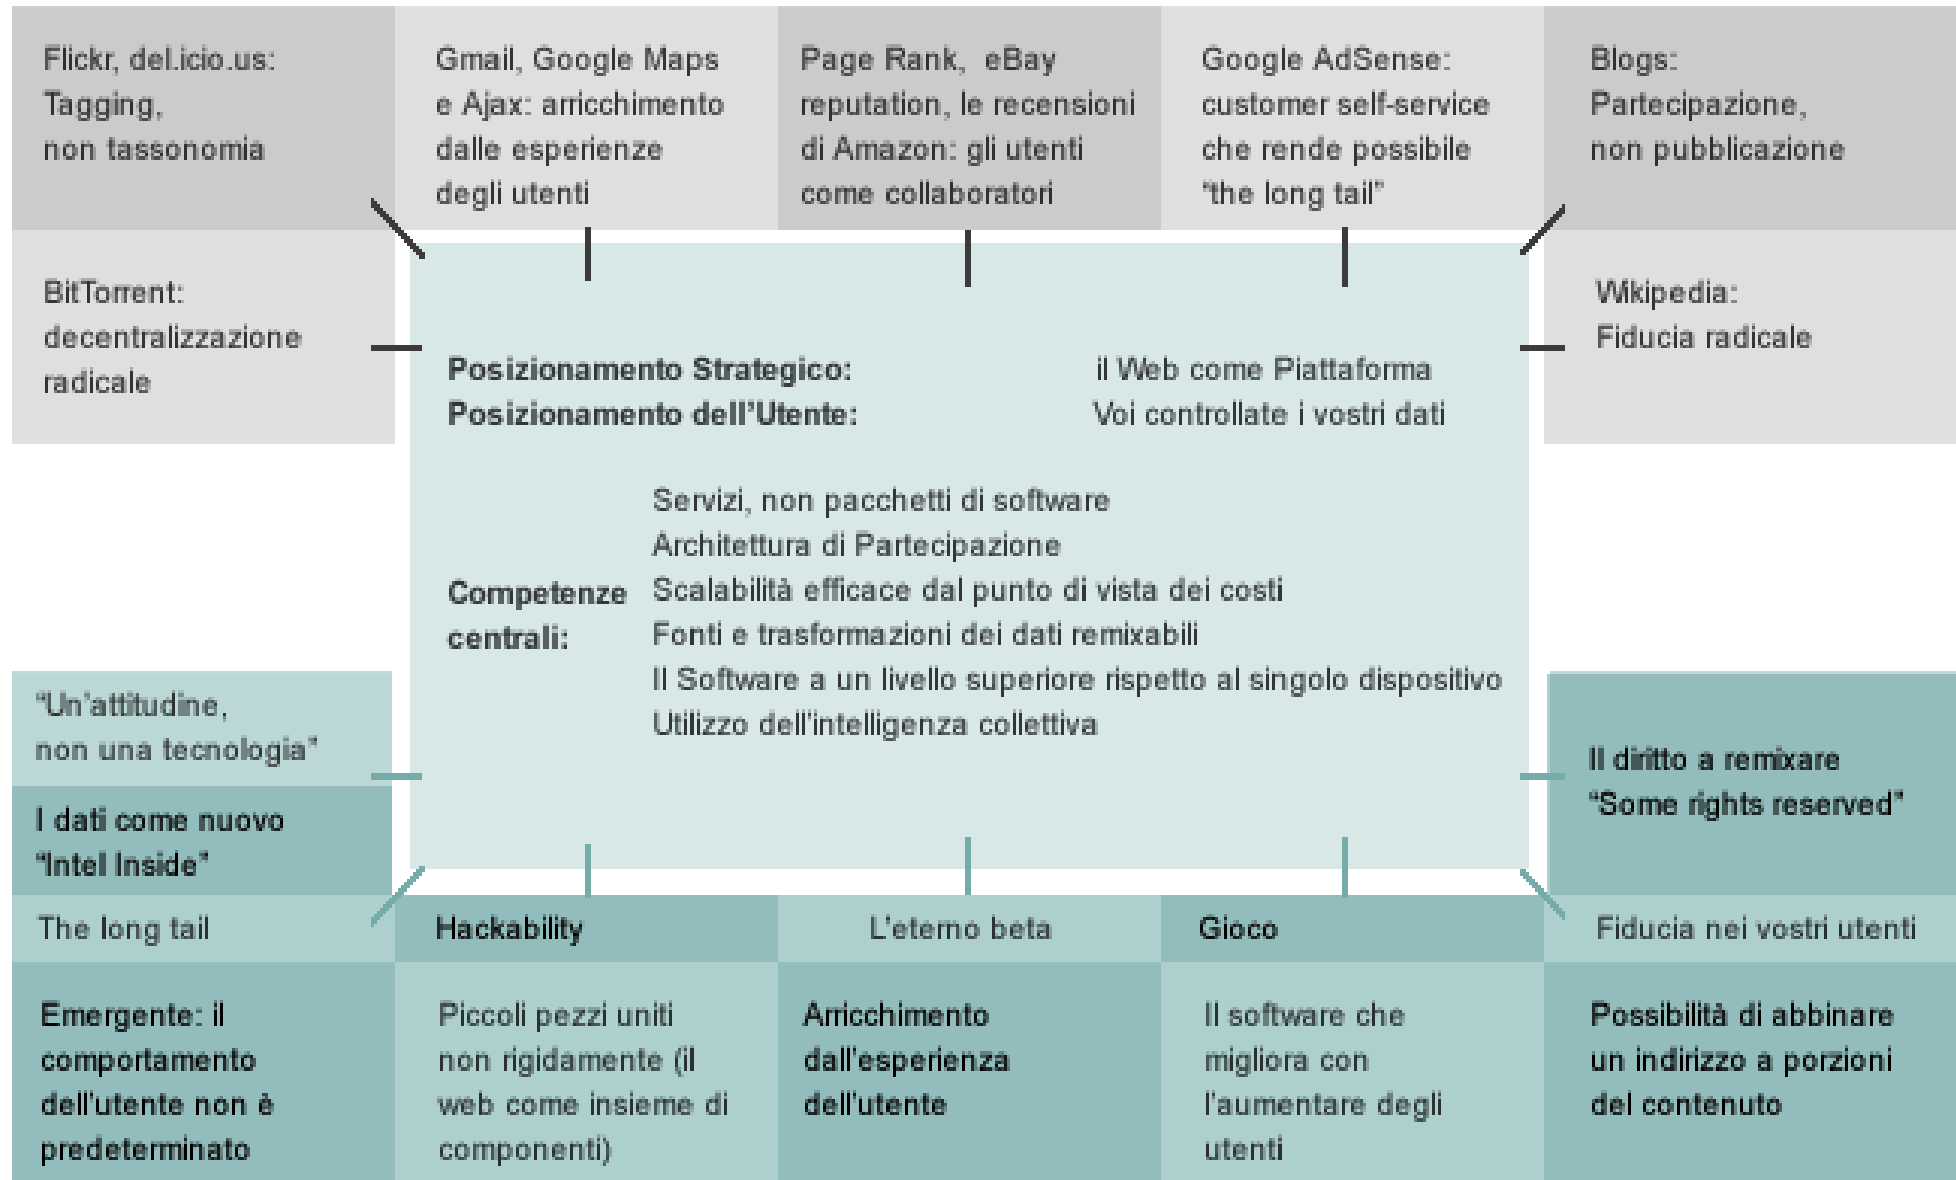 Flickr, del.icio.us:
Tagging,
non tassonomia
Gmail, Google Maps
e Ajax: arricchimento
dalle esperienze
degli utenti
Page Rank, eBay
reputation, le recensioni
di Amazon: gli utenti
come collaboratori
Google AdSense:
customer self-service
che rende possibile
“the long tail”
Blogs:
Partecipazione,
non pubblicazione
BitTorrent:
decentralizzazione
radicale
Wikipedia:
Fiducia radicale
Posizionamento Strategico: il Web come Piattaforma
Posizionamento dell'Utente: Voi controllate i vostri dati
Competenze
centrali:
Servizi, non pacchetti di software
Architettura di Partecipazione
Scalabilità efficace dal punto di vista dei costi
Fonti e trasformazioni dei dati remixabili
Il Software a un livello superiore rispetto al singolo dispositivo
Utilizzo dell'intelligenza collettiva
“Un'attitudine,
non una tecnologia”
I dati come nuovo
“Intel Inside”
Il diritto a remixare
“Some rights reserved”
The long tail
Hackability
L'eterno beta
Gioco
Fiducia nei vostri utenti
Emergente: il
comportamento
dell'utente non è
predeterminato
Piccoli pezzi uniti
non rigidamente (il
web come insieme di
componenti)
Arricchimento
dall'esperienza
dell'utente
Il software che
migliora con
l'aumentare degli
utenti
Possibilità di abbinare
un indirizzo a porzioni
del contenuto